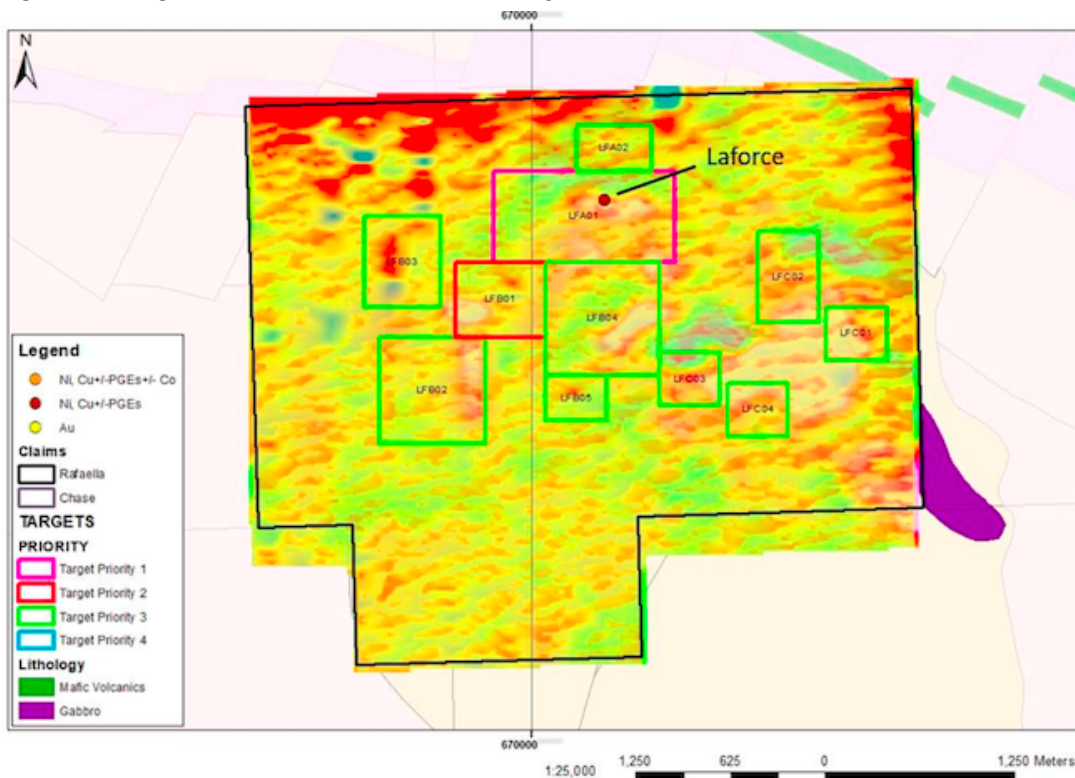 670000
N
Laforce
LFA02
LFA01
LFB03
LFC02
LFB01
LFB04
LFC01
LFB02
LFC03
LFB05
LFC04
Legend
Ni, Cu+/-PGEs+/- Co
Ni, Cu+/-PGEs
Au
Claims
Rafaella
Chase
TARGETS
PRIORITY
Target Priority 1
Target Priority 2
Target Priority 3
Target Priority 4
Lithology
Mafic Volcanics
Gabbro
670000
1:25,000
1,250 625 0 1,250 Meters